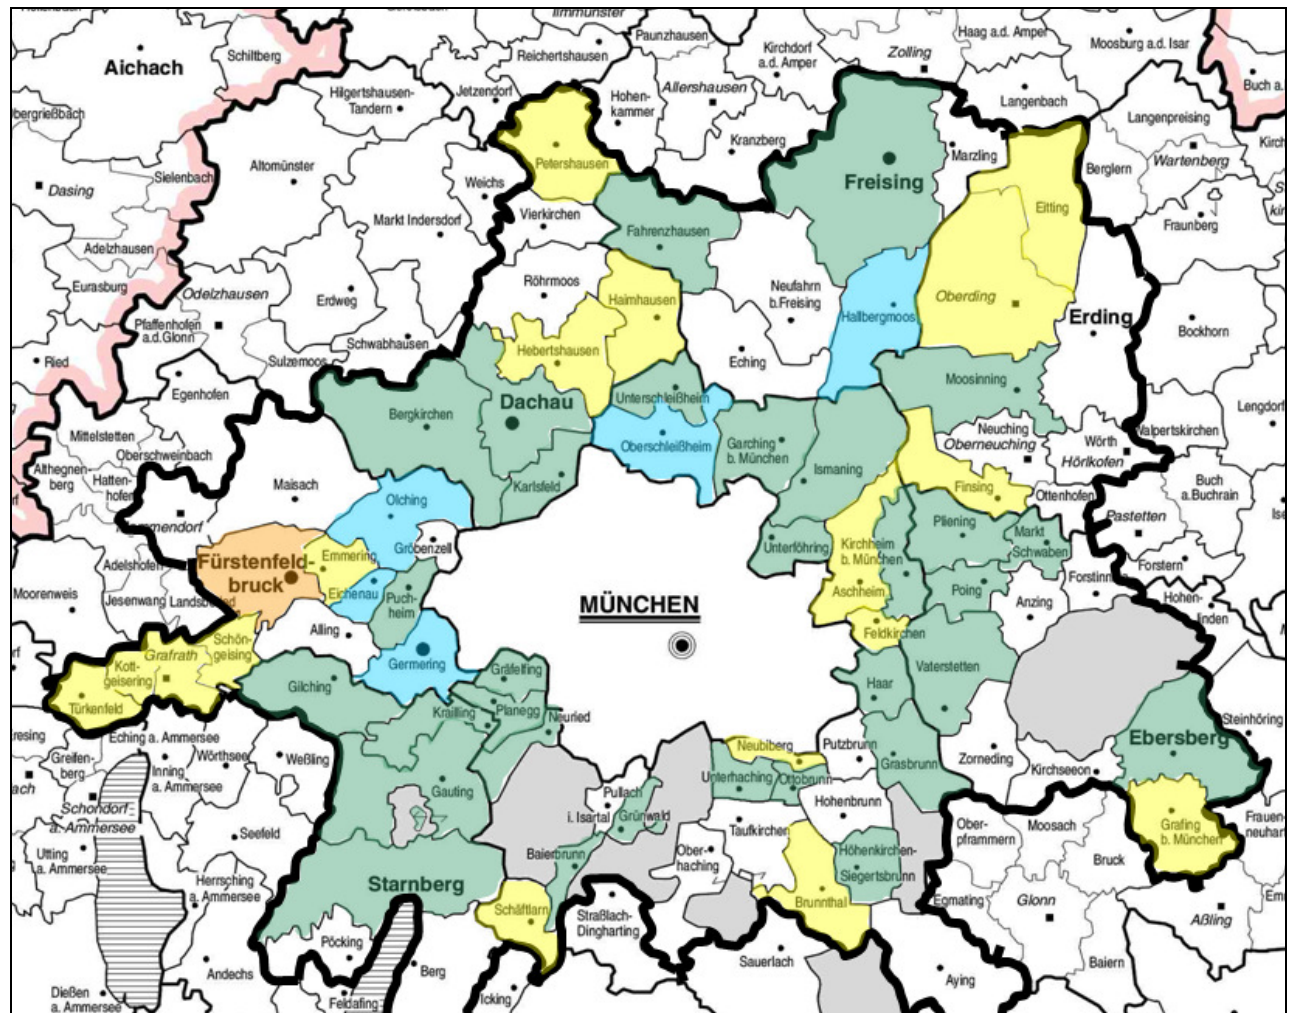 Ilmmünster
Paunzhausen
Haag a.d. Amper
Schiltberg
Reichertshausen
Kirchdorf
a.d. Amper
Zolling
Moosburg a.d. Isar
Aichach
Allershausen
Buch a.
Hilgertshausen-
Tandern
Jetzendorf
Hohen-
kammer
Langenbach
bergrießbach
Langenpreising
Kranzberg
Kirch
Petershausen
Marzling
Wartenberg
Altomünster
Berglern
Sielenbach
Weichs
Freising
Dasing
Markt Indersdorf
Vierkirchen
Eitting
Fraunberg
Fahrenzhausen
Adelzhausen
Röhrmoos
Eurasburg
Odelzhausen
Erdweg
Haimhausen
Neufahrn
b.Freising
Oberding
Hallbergmoos
Erding
Pfaffenhofen
a.d.Glonn
Bockhorn
Schwabhausen
Hebertshausen
Ried
Sulzemoos
Eching
Moosinning
Egenhofen
Unterschleißheim
Dachau
Bergkirchen
Lengdorf
Mittelstetten
Neuching
Oberneuching
Walpertskirchen
Oberschleißheim
Garching
b. München
Wörth
Hörlkofen
Oberschweinbach
Althegnen-
berg
Hatten-
hofen
Ismaning
Maisach
Karlsfeld
Finsing
Ottenhofen
Buch
a.Buchrain
Olching
Pliening
Markt
Schwaben
Pastetten
Emmering
Gröbenzell
Unterföhring
Kirchheim
b. München
Fürstenfeld-
bruck
Adelshofen
Forstern
Moorenweis
Jesenwang
Eichenau
Puch-
heim
Aschheim
Poing
Anzing
Hohen-
linden
MÜNCHEN
Alling
Feldkirchen
Schön-
geising
Grafrath
Kott-
geisering
Germering
Gräfelfing
Vaterstetten
Gilching
Haar
Türkenfeld
Krailling
Planegg
Neuried
Steinhöring
Eching a. Ammersee
Neubiberg
Putzbrunn
Ebersberg
Greifen-
berg
Wörthsee
Weßling
Zorneding
Inning
a. Ammersee
Grasbrunn
Kirchseeon
Unterhaching
Ottobrunn
Gauting
Pullach
i. Isartal
Schondorf
a. Ammersee
Hohenbrunn
Grünwald
Seefeld
Taufkirchen
Ober-
pframmern
Moosach
Grafing
b. München
Utting
a. Ammersee
Baierbrunn
Ober-
haching
Höhenkirchen-
Siegertsbrunn
Bruck
Herrsching
a. Ammersee
Starnberg
Brunnthal
Egmating
Glonn
Schäftlarn
Straßlach-
Dingharting
Aßling
Pöcking
Andechs
Berg
Sauerlach
Baiern
Aying
Dießen
a. Ammersee
Feldafing
Icking